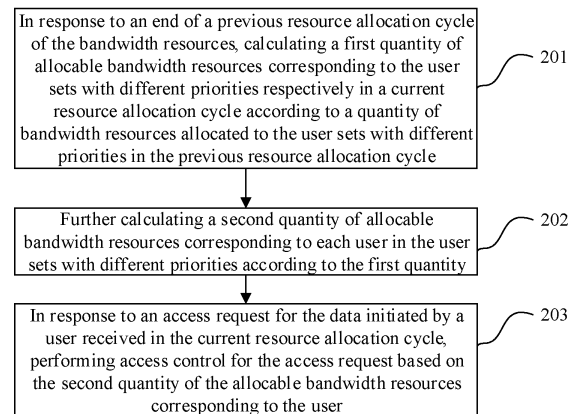 In response to an end of a previous resource allocation cycle
of the bandwidth resources, calculating a first quantity of
allocable bandwidth resources corresponding to the user
sets with different priorities respectively in a current
resource allocation cycle according to a quantity of
bandwidth resources allocated to the user sets with different
priorities in the previous resource allocation cycle
201
Further calculating a second quantity of allocable
bandwidth resources corresponding to each user in the user
sets with different priorities according to the first quantity
202
In response to an access request for the data initiated by a
user received in the current resource allocation cycle,
performing access control for the access request based on
the second quantity of the allocable bandwidth resources
corresponding to the user
203